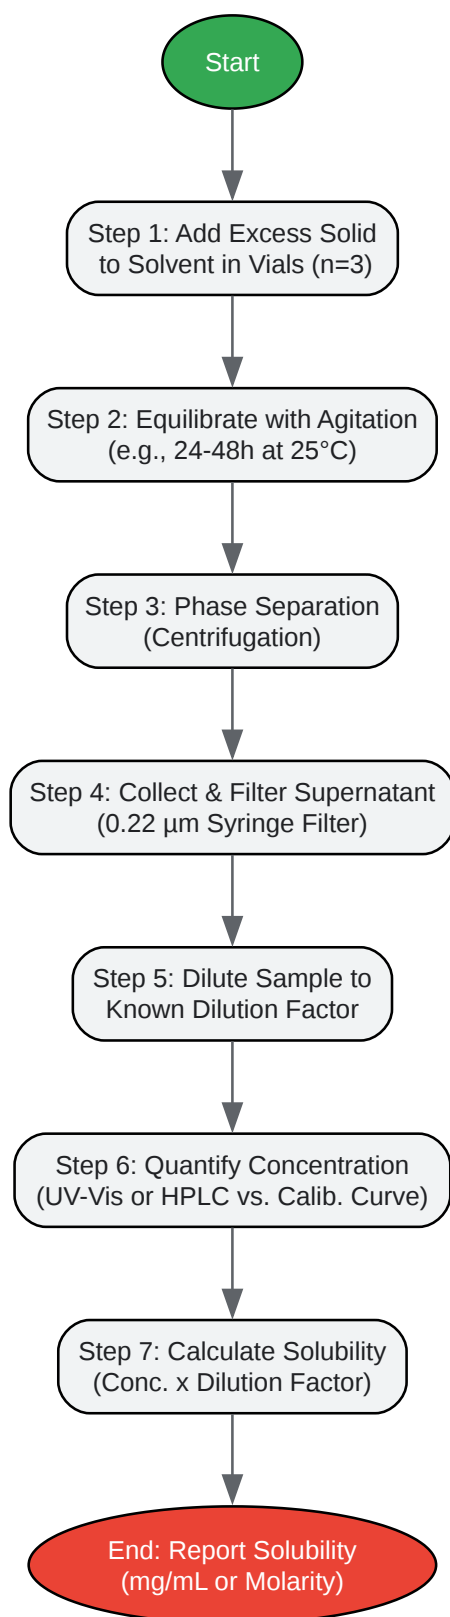 Start
Step 1: Add Excess Solid
to Solvent in Vials (n=3)
Step 2: Equilibrate with Agitation
(e.g., 24-48h at 25°C)
Step 3: Phase Separation
(Centrifugation)
Step 4: Collect & Filter Supernatant
(0.22 µm Syringe Filter)
Step 5: Dilute Sample to
Known Dilution Factor
Step 6: Quantify Concentration
(UV-Vis or HPLC vs. Calib. Curve)
Step 7: Calculate Solubility
(Conc. x Dilution Factor)
End: Report Solubility
(mg/mL or Molarity)